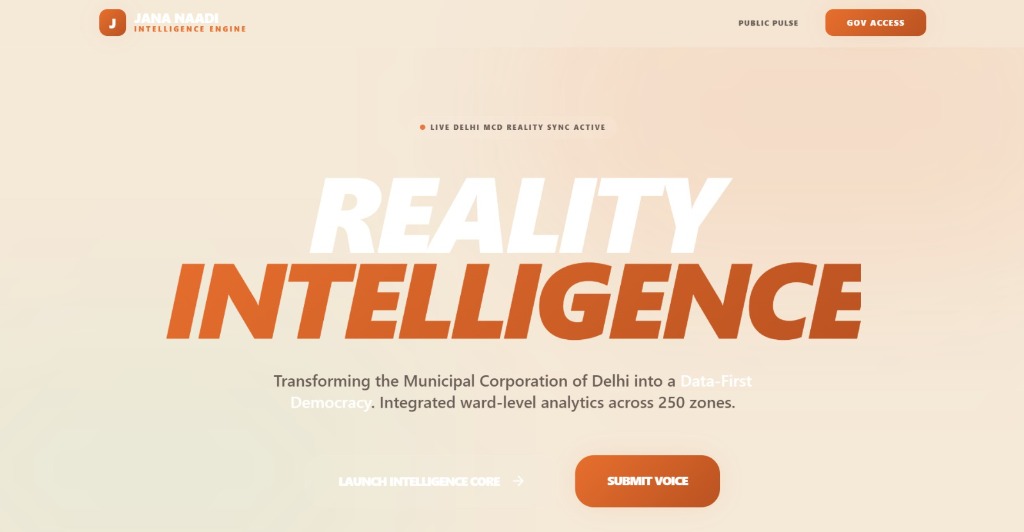 J
JANA NAADI
INTELLIGENCE ENGINE
PUBLIC PULSE
GOV ACCESS
LIVE DELHI MCD REALITY SYNC ACTIVE
REALITY
INTELLIGENCE
Transforming the Municipal Corporation of Delhi into a Data-First
Democracy. Integrated ward-level analytics across 250 zones.
LAUNCH INTELLIGENCE CORE →
SUBMIT VOICE